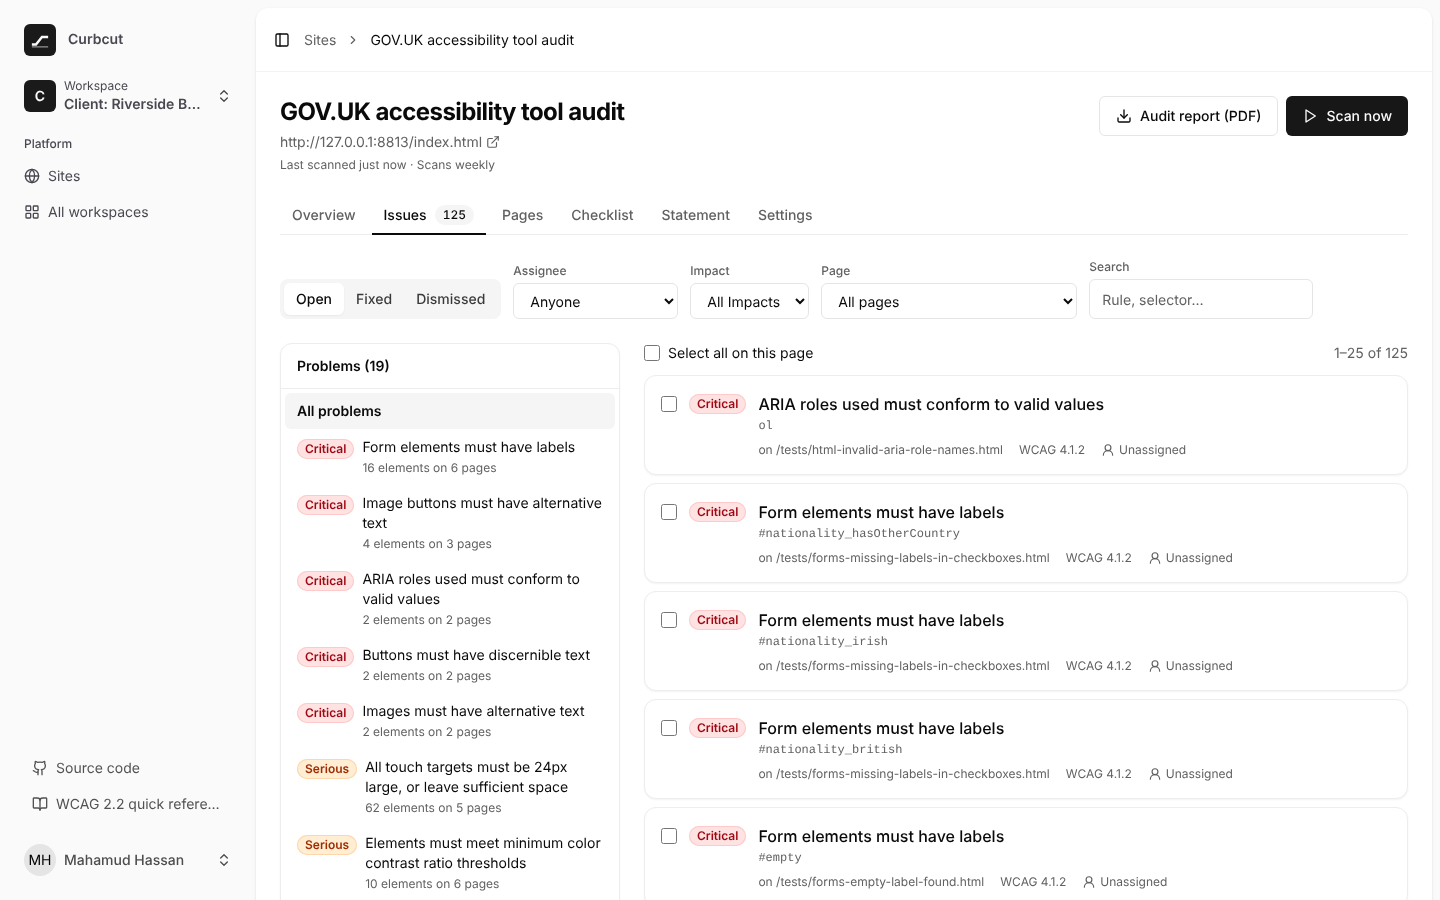 Curbcut
C
Workspace
Client: Riverside B...
Platform
Sites
All workspaces
Source code
WCAG 2.2 quick refere...
MH
Mahamud Hassan
Sites
GOV.UK accessibility tool audit
GOV.UK accessibility tool audit
http://127.0.0.1:8813/index.html
Last scanned just now · Scans weekly
Audit report (PDF)
Scan now
Overview
Issues 125
Pages
Checklist
Statement
Settings
Open
Fixed
Dismissed
Assignee
Anyone
Impact
All Impacts
Page
All pages
Search
Rule, selector...
Problems (19)
All problems
Critical
Form elements must have labels
16 elements on 6 pages
Critical
Image buttons must have alternative
text
4 elements on 3 pages
Critical
ARIA roles used must conform to
valid values
2 elements on 2 pages
Critical
Buttons must have discernible text
2 elements on 2 pages
Critical
Images must have alternative text
2 elements on 2 pages
Serious
All touch targets must be 24px
large, or leave sufficient space
62 elements on 5 pages
Serious
Elements must meet minimum color
contrast ratio thresholds
10 elements on 6 pages
Select all on this page
1–25 of 125
Critical
ARIA roles used must conform to valid values
ol
on /tests/html-invalid-aria-role-names.html WCAG 4.1.2 Unassigned
Critical
Form elements must have labels
#nationality_hasOtherCountry
on /tests/forms-missing-labels-in-checkboxes.html WCAG 4.1.2 Unassigned
Critical
Form elements must have labels
#nationality_irish
on /tests/forms-missing-labels-in-checkboxes.html WCAG 4.1.2 Unassigned
Critical
Form elements must have labels
#nationality_british
on /tests/forms-missing-labels-in-checkboxes.html WCAG 4.1.2 Unassigned
Critical
Form elements must have labels
#empty
on /tests/forms-empty-label-found.html WCAG 4.1.2 Unassigned